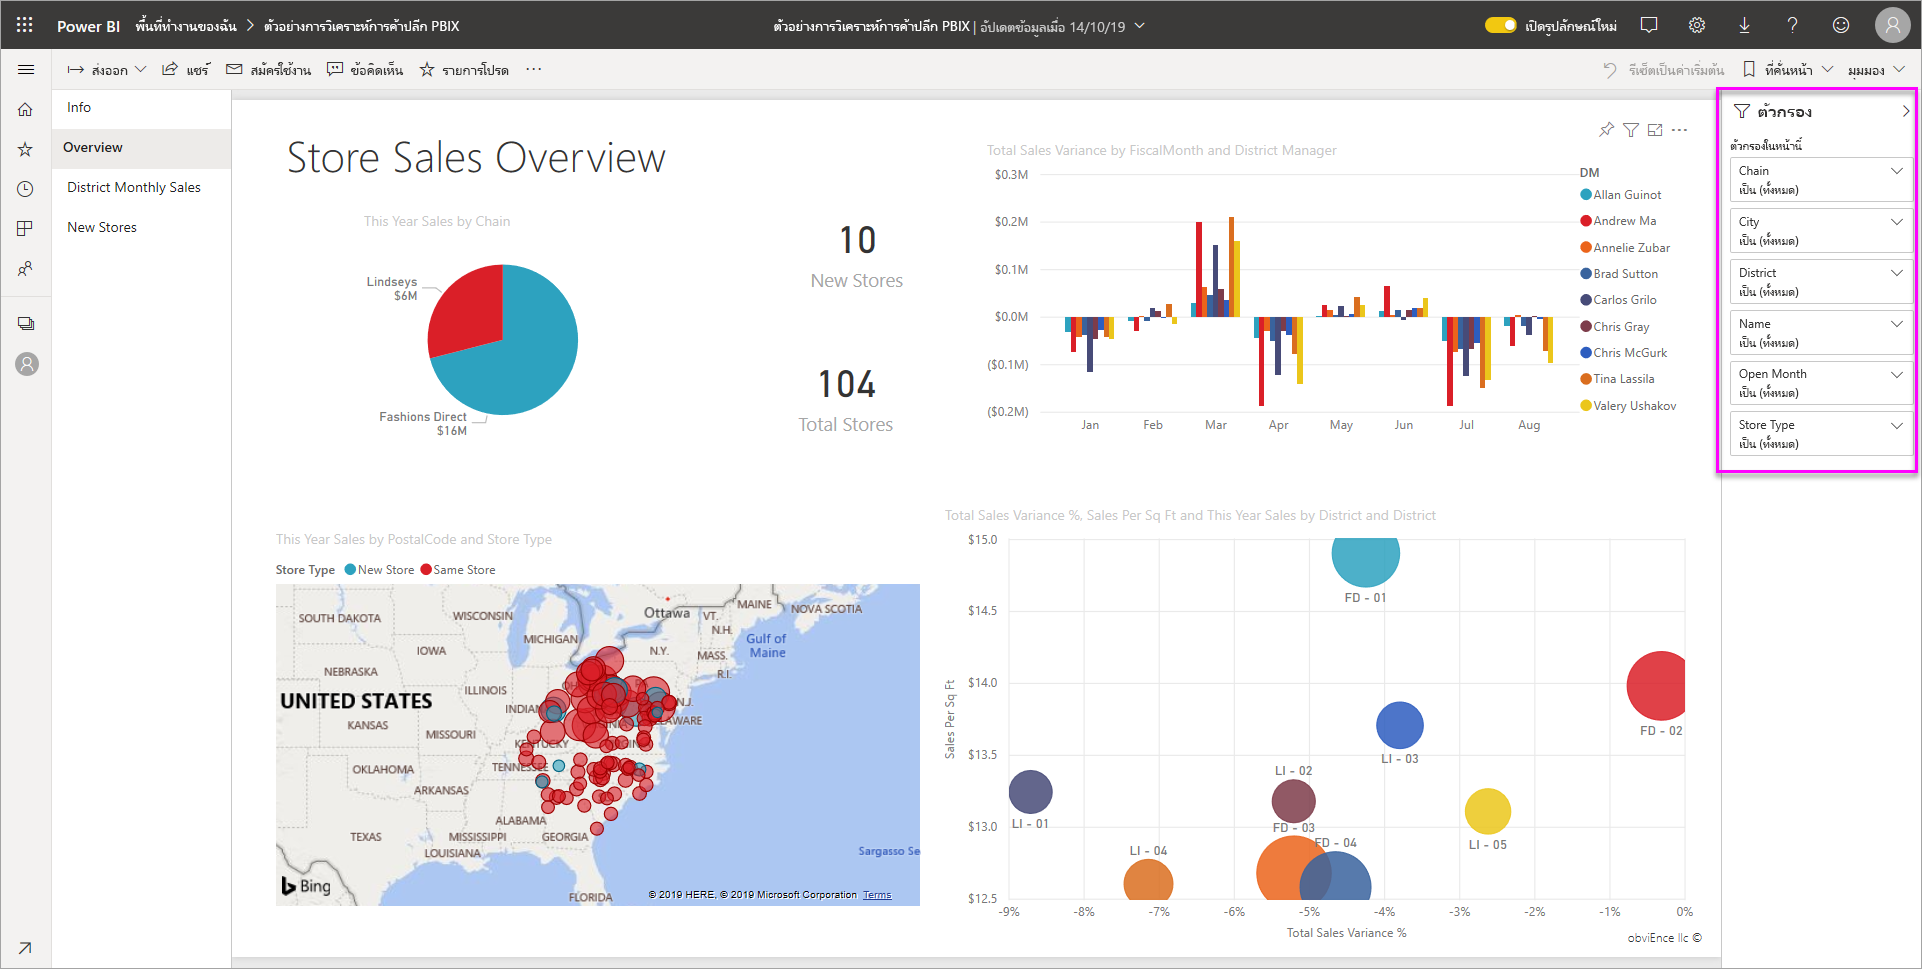 Power BI พื้นที่ทำงานของฉัน > ตัวอย่างการวิเคราะห์การค้าปลีก PBIX
ตัวอย่างการวิเคราะห์การค้าปลีก PBIX | อัปเดตข้อมูลเมื่อ 14/10/19
เปิดรูปลักษณ์ใหม่
ส่งออก แชร์ สมัครใช้งาน ข้อคิดเห็น รายการโปรด ...
รีเซ็ตเป็นค่าเริ่มต้น ที่คั่นหน้า มุมมอง
Info
Overview
District Monthly Sales
New Stores
Store Sales Overview
This Year Sales by Chain
Lindseys
$6M
Fashions Direct
$16M
10
New Stores
104
Total Stores
Total Sales Variance by FiscalMonth and District Manager
$0.3M
$0.2M
$0.1M
$0.0M
($0.1M)
($0.2M)
Jan Feb Mar Apr May Jun Jul Aug
DM
Allan Guinot
Andrew Ma
Annelie Zubar
Brad Sutton
Carlos Grilo
Chris Gray
Chris McGurk
Tina Lassila
Valery Ushakov
This Year Sales by PostalCode and Store Type
Store Type New Store Same Store
SOUTH DAKOTA
WISCONSIN
MICHIGAN
Ottawa
MAINE
NOVA SCOTIA
VT.
N.H.
Gulf of
Maine
IOWA
N.Y.
MASS.
R.I.
NEBRASKA
ILLINOIS
N.J.
UNITED STATES
KANSAS
MISSOURI
KENTUCKY
OKLAHOMA
TENNESSEE
ARKANSAS
ALABAMA
TEXAS
MISSISSIPPI
GEORGIA
LOUISIANA
Sargasso Se
FLORIDA
Bing
© 2019 HERE, © 2019 Microsoft Corporation Terms
Total Sales Variance %, Sales Per Sq Ft and This Year Sales by District and District
$15.0
$14.5
$14.0
$13.5
$13.0
$12.5
Sales Per Sq Ft
FD - 01
FD - 02
LI - 03
LI - 02
LI - 01
FD - 03
FD - 04
LI - 05
LI - 04
-9% -8% -7% -6% -5% -4% -3% -2% -1% 0%
Total Sales Variance %
obviEnce llc ©
ตัวกรอง
ตัวกรองในหน้านี้
Chain
เป็น (ทั้งหมด)
City
เป็น (ทั้งหมด)
District
เป็น (ทั้งหมด)
Name
เป็น (ทั้งหมด)
Open Month
เป็น (ทั้งหมด)
Store Type
เป็น (ทั้งหมด)